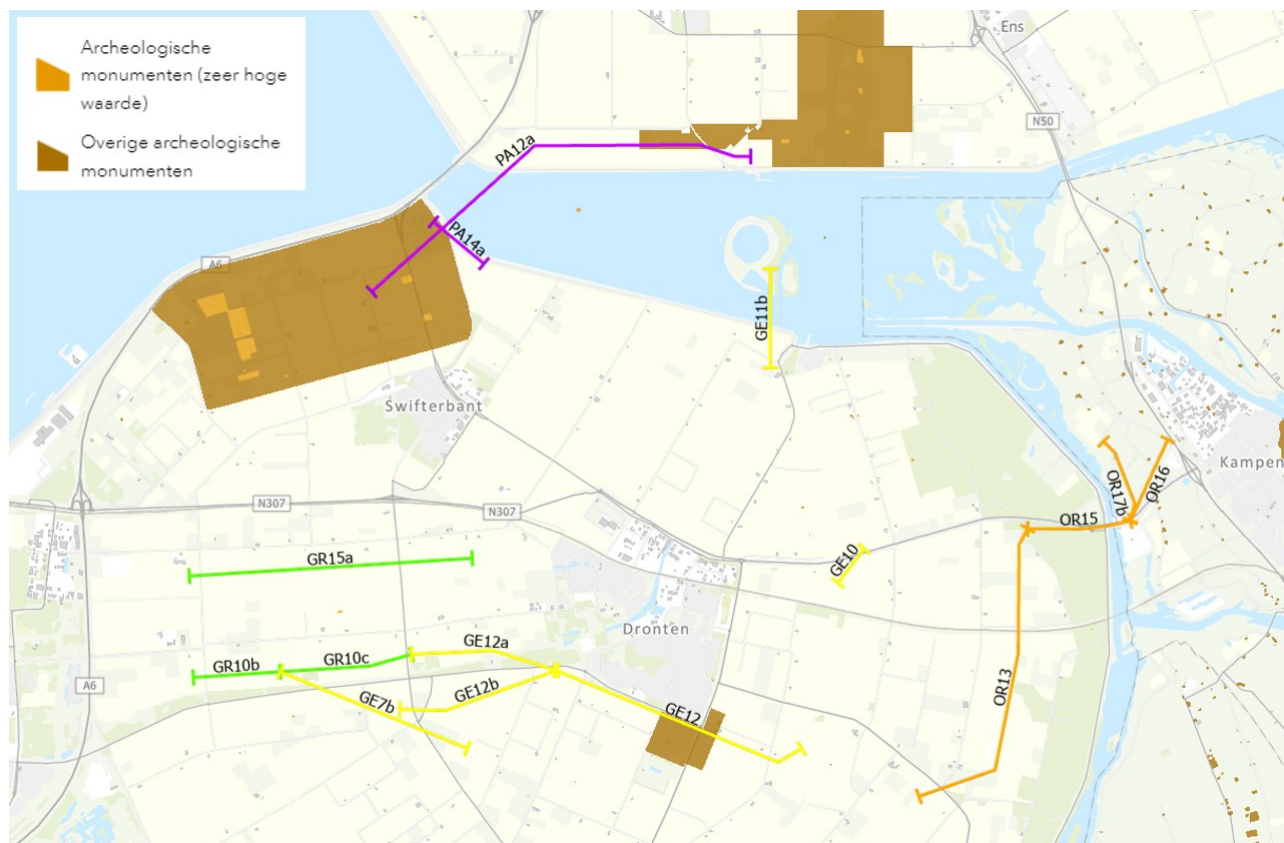 Archeologische
monumenten (zeer hoge
waarde)
Overige archeologische
monumenten
Ens
N50
PA12a
PA14a
A6
GE11b
Swifterbant
Kampen
OR17b
OR16
OR15
N307
N307
GE10
GR15a
Dronten
GE12a
GR10b
GR10c
GE12b
GE7b
GE12
OR13
A6